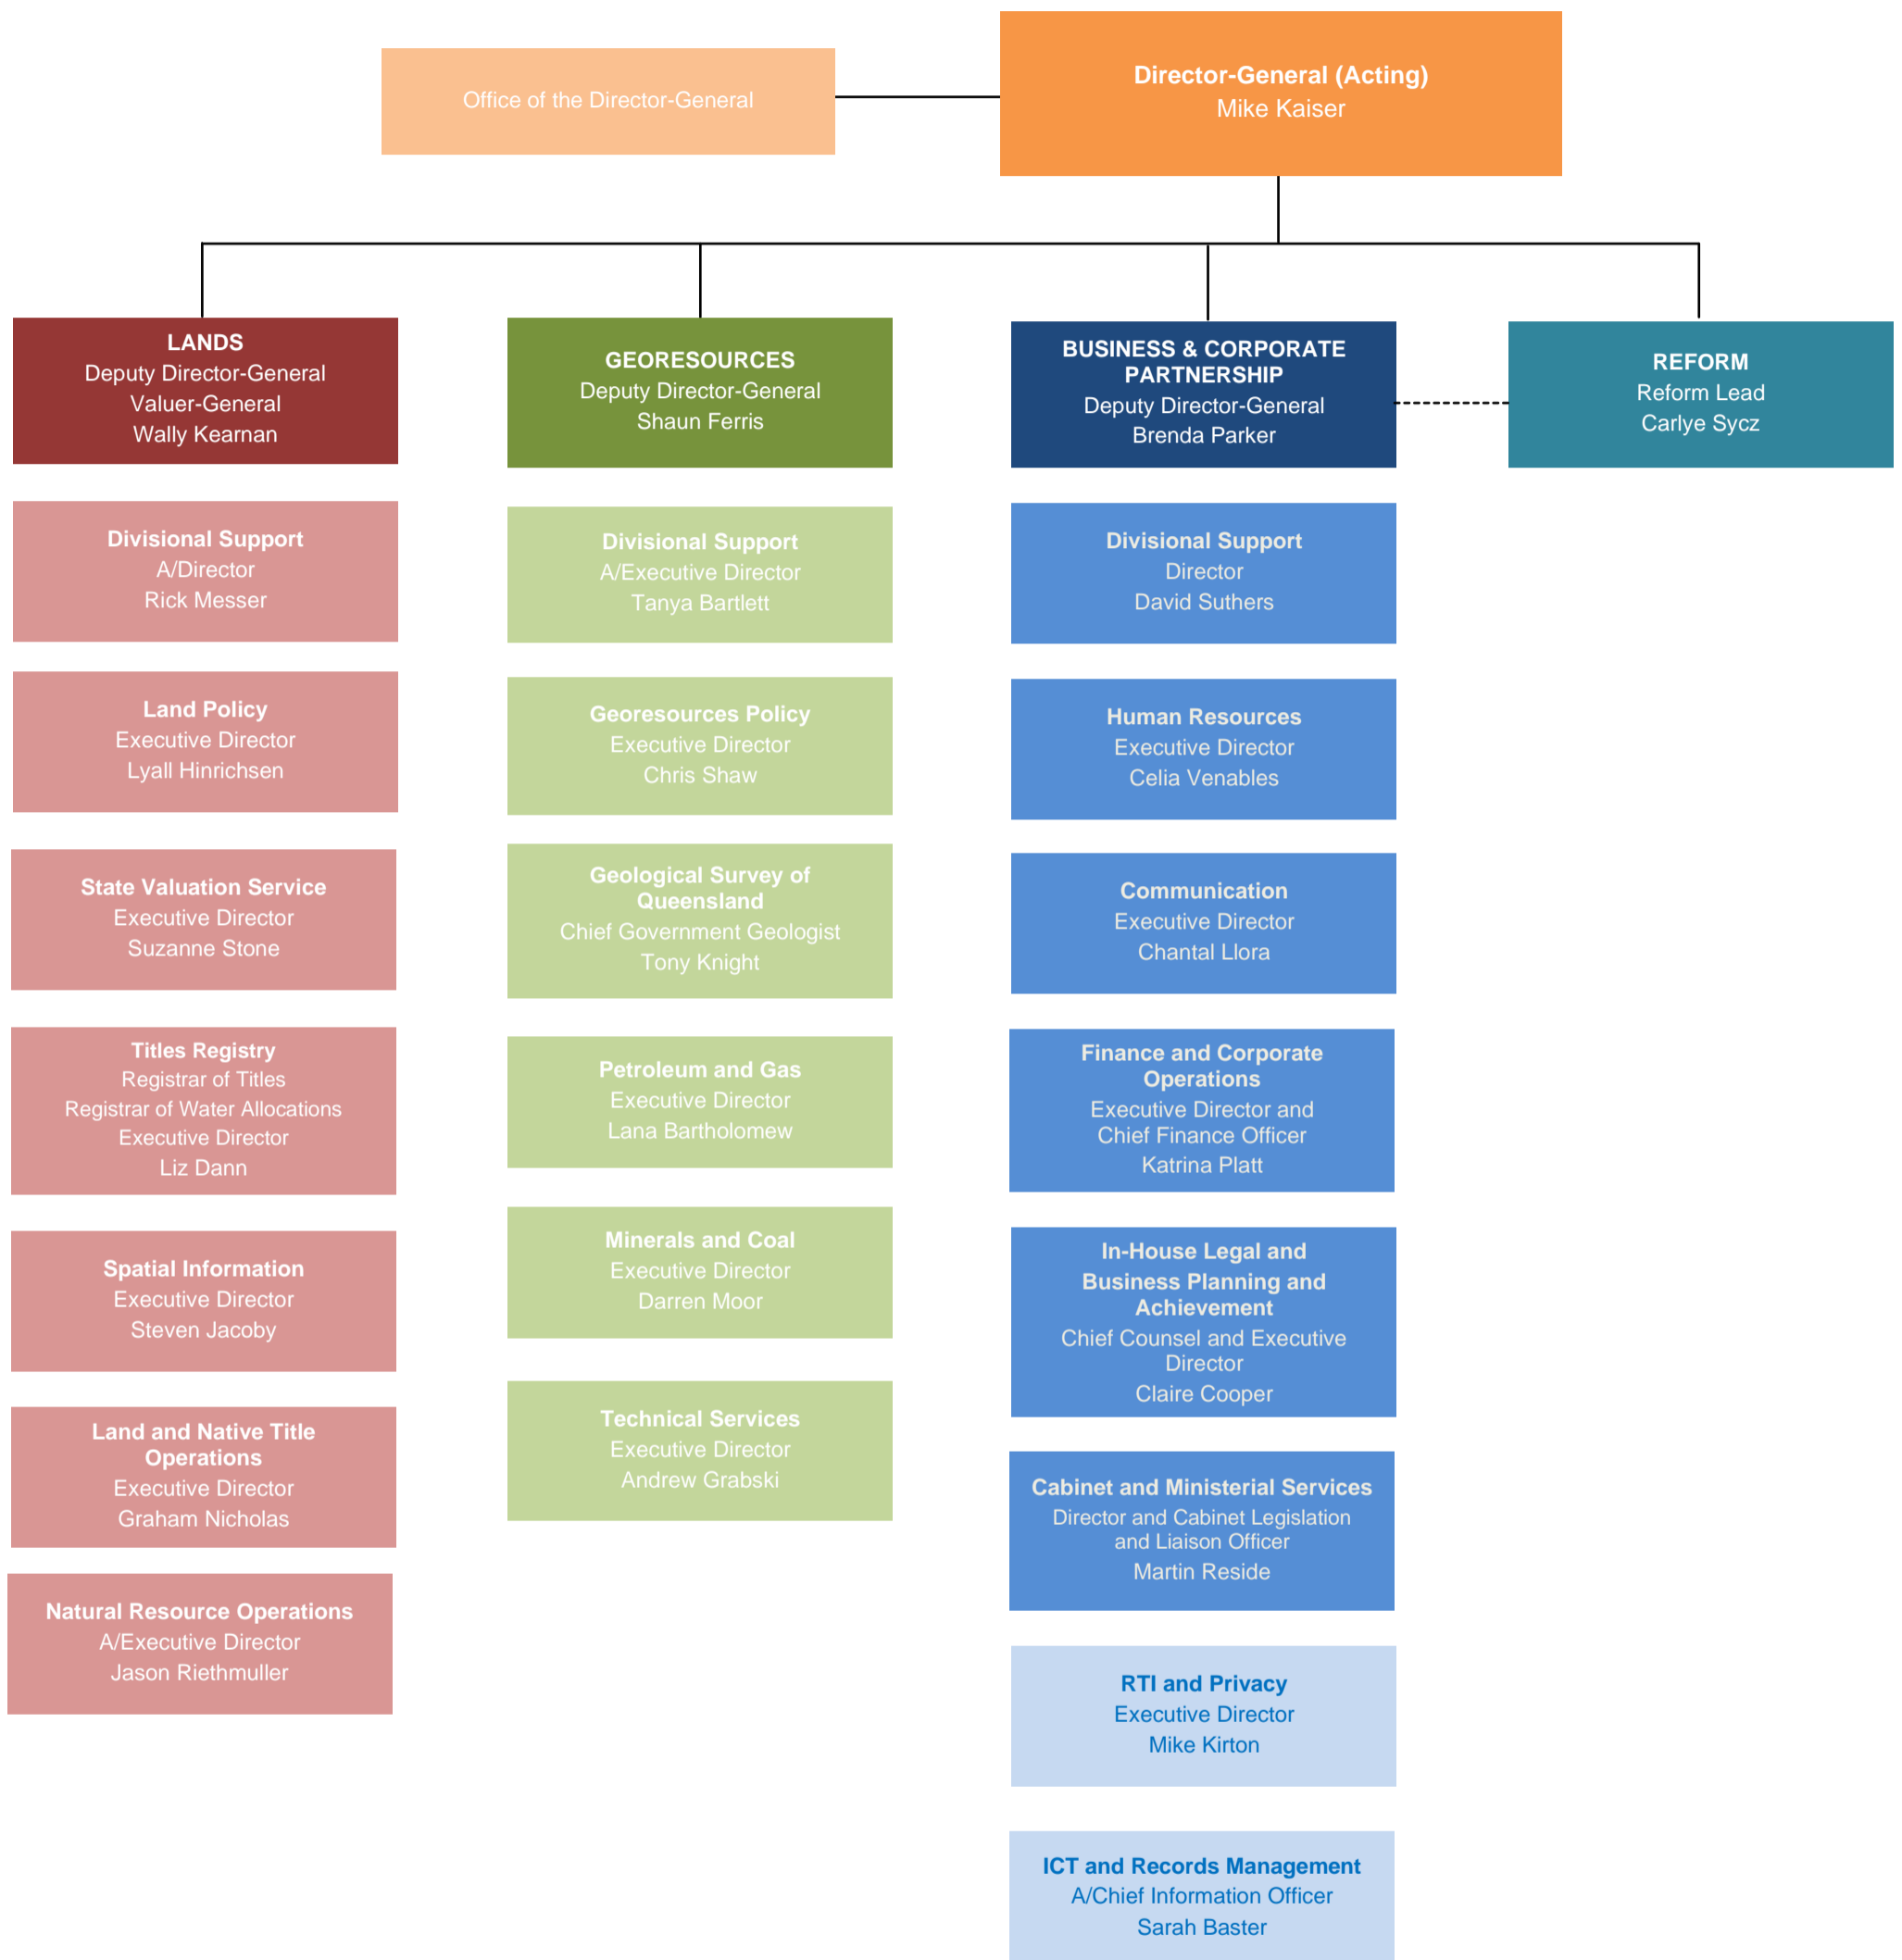 Office of the Director-General
Director-General (Acting)
Mike Kaiser
LANDS
Deputy Director-General
Valuer-General
Wally Kearnan
GEORESOURCES
Deputy Director-General
Shaun Ferris
BUSINESS & CORPORATE
PARTNERSHIP
Deputy Director-General
Brenda Parker
REFORM
Reform Lead
Carlye Sycz
Divisional Support
A/Director
Rick Messer
Land Policy
Executive Director
Lyall Hinrichsen
State Valuation Service
Executive Director
Suzanne Stone
Titles Registry
Registrar of Titles
Registrar of Water Allocations
Executive Director
Liz Dann
Spatial Information
Executive Director
Steven Jacoby
Land and Native Title
Operations
Executive Director
Graham Nicholas
Natural Resource Operations
A/Executive Director
Jason Riethmuller
Divisional Support
A/Executive Director
Tanya Bartlett
Georesources Policy
Executive Director
Chris Shaw
Geological Survey of
Queensland
Chief Government Geologist
Tony Knight
Petroleum and Gas
Executive Director
Lana Bartholomew
Minerals and Coal
Executive Director
Darren Moor
Technical Services
Executive Director
Andrew Grabski
Divisional Support
Director
David Suthers
Human Resources
Executive Director
Celia Venables
Communication
Executive Director
Chantal Llora
Finance and Corporate
Operations
Executive Director and
Chief Finance Officer
Katrina Platt
In-House Legal and
Business Planning and
Achievement
Chief Counsel and Executive
Director
Claire Cooper
Cabinet and Ministerial Services
Director and Cabinet Legislation
and Liaison Officer
Martin Reside
RTI and Privacy
Executive Director
Mike Kirton
ICT and Records Management
A/Chief Information Officer
Sarah Baster